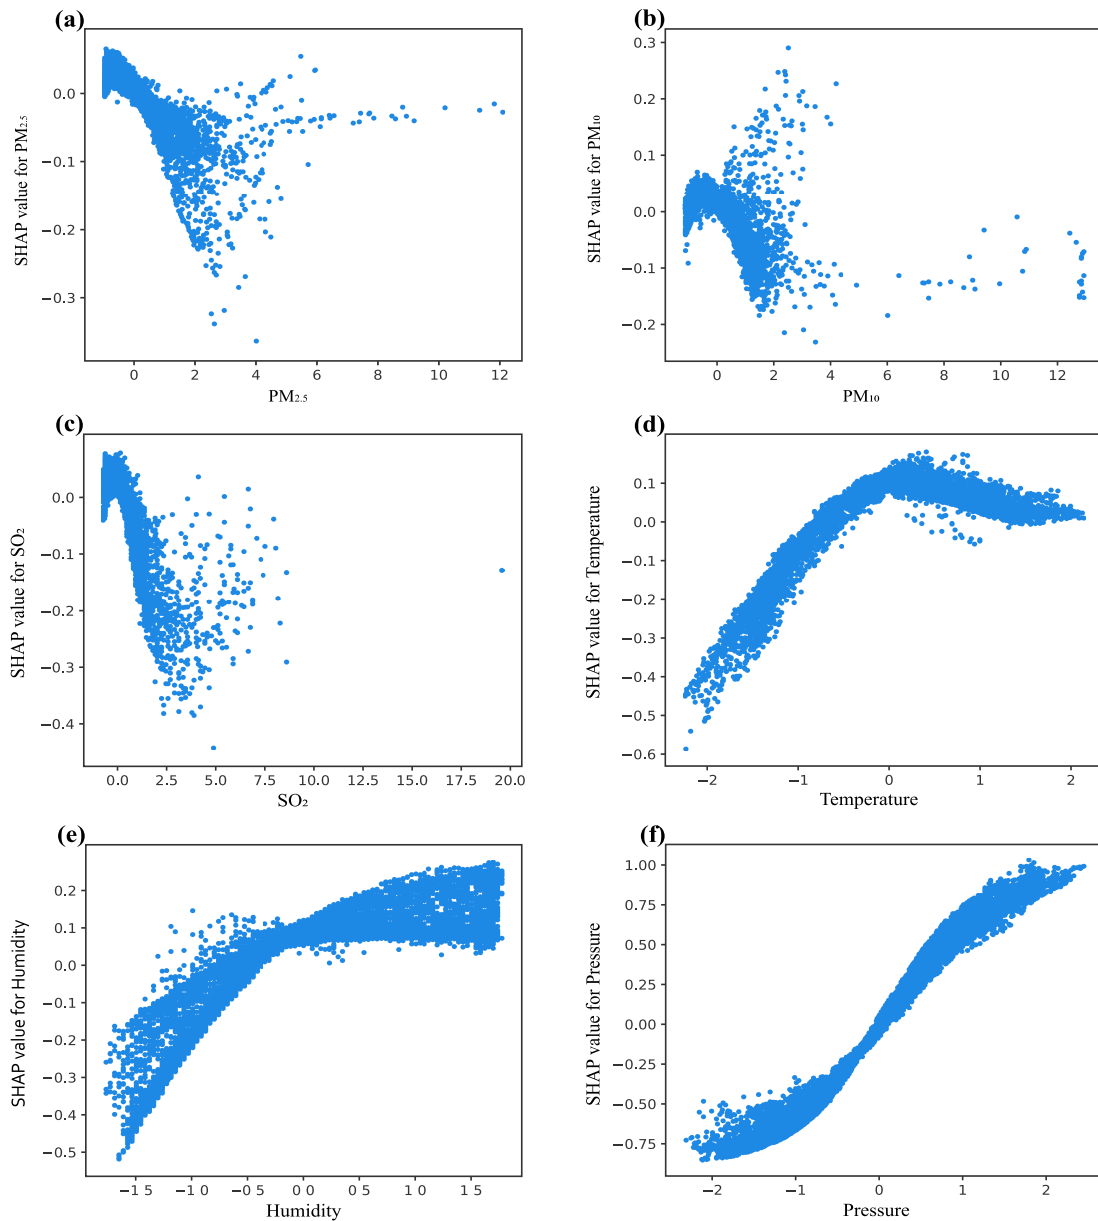 (a)
SHAP value for PM₂.₅
0.0
−0.1
−0.2
−0.3
0 2 4 6 8 10 12
PM₂.₅
(b)
SHAP value for PM₁₀
0.3
0.2
0.1
0.0
−0.1
−0.2
0 2 4 6 8 10 12
PM₁₀
(c)
SHAP value for SO₂
0.0
−0.1
−0.2
−0.3
−0.4
0.0 2.5 5.0 7.5 10.0 12.5 15.0 17.5 20.0
SO₂
(d)
SHAP value for Temperature
0.1
0.0
−0.1
−0.2
−0.3
−0.4
−0.5
−0.6
−2 −1 0 1 2
Temperature
(e)
SHAP value for Humidity
0.2
0.1
0.0
−0.1
−0.2
−0.3
−0.4
−0.5
−1 5 −1 0 −0 5 0 0 0 5 1 0 1 5
Humidity
(f)
SHAP value for Pressure
1.00
0.75
0.50
0.25
0.00
−0.25
−0.50
−0.75
−2 −1 0 1 2
Pressure